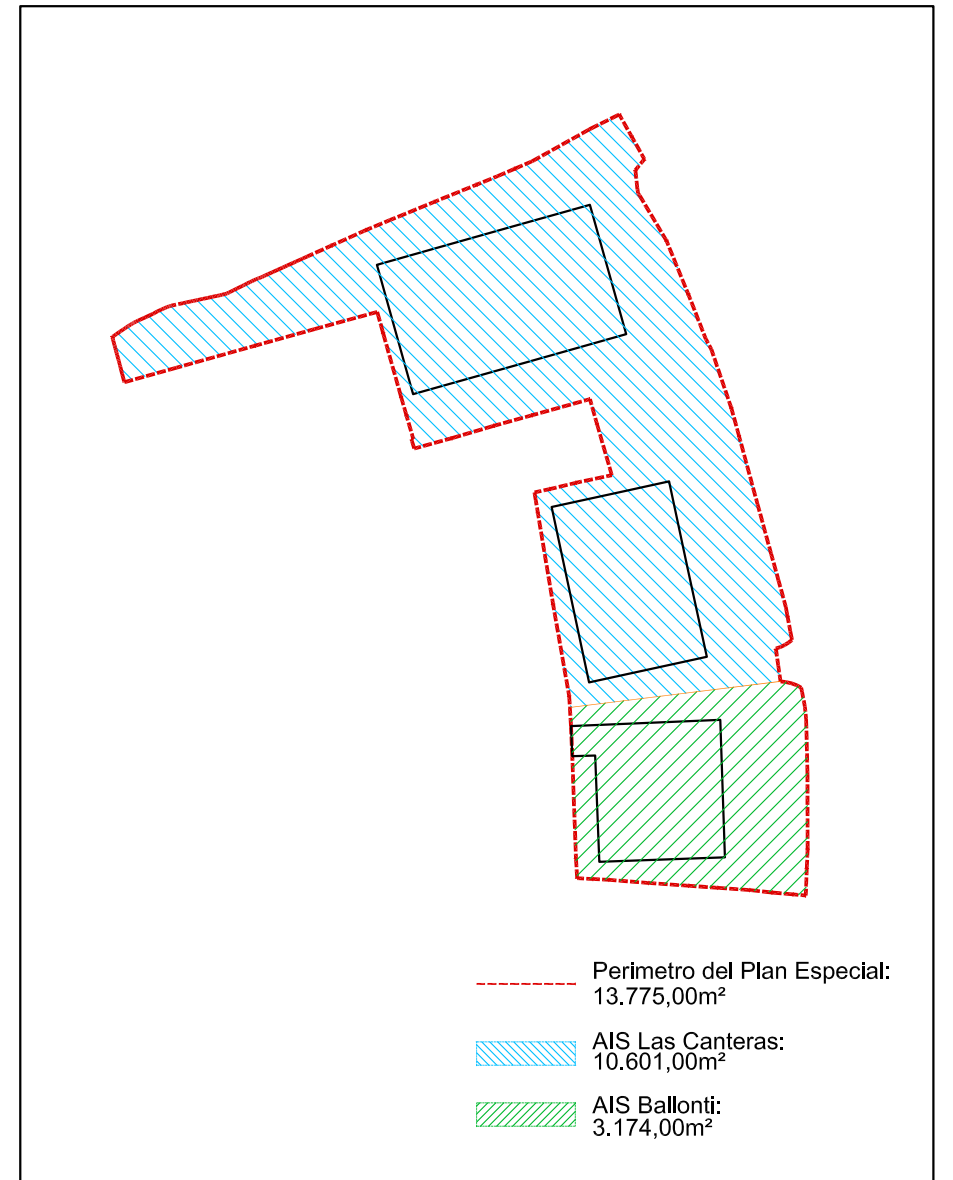 Perimetro del Plan Especial:
13.775,00m²
AIS Las Canteras:
10.601,00m²
AIS Ballonti:
3.174,00m²